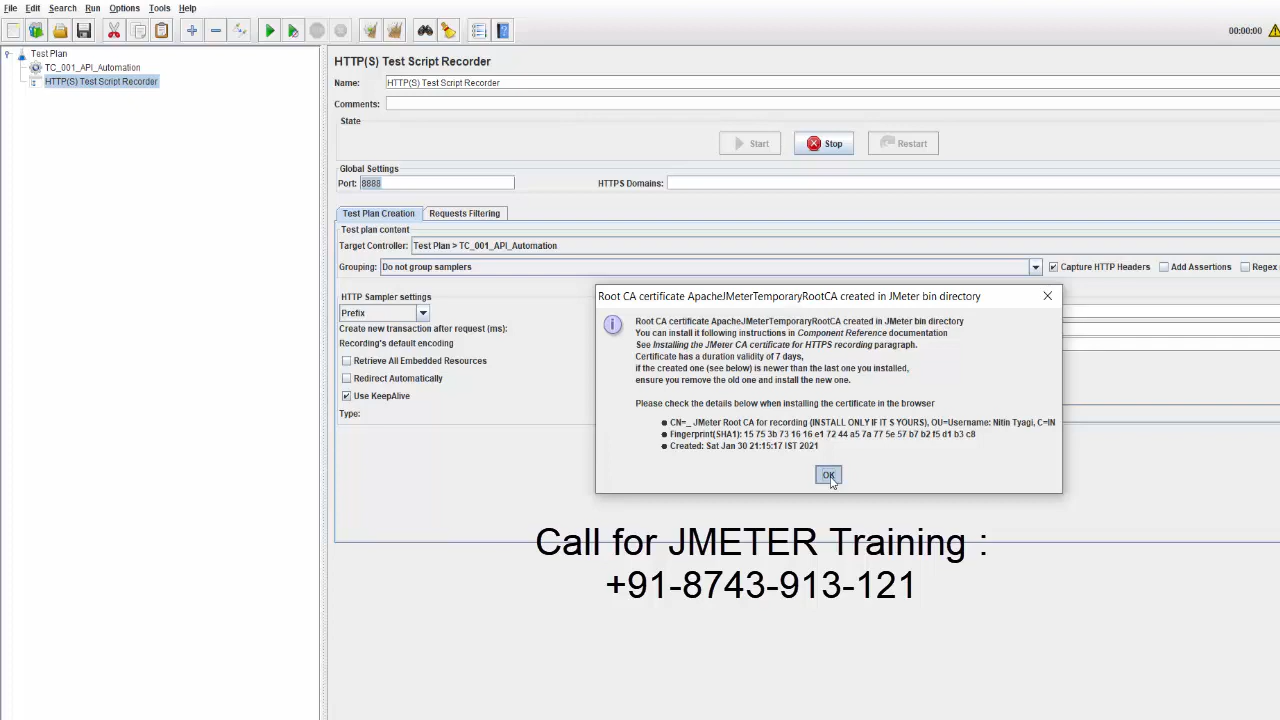 File Edit Search Run Options Tools Help
00:00:00
Test Plan
TC_001_API_Automation
HTTP(S) Test Script Recorder
HTTP(S) Test Script Recorder
Name: HTTP(S) Test Script Recorder
Comments:
State
Start Stop Restart
Global Settings
Port: 8888 HTTPS Domains:
Test Plan Creation Requests Filtering
Test plan content
Target Controller: Test Plan > TC_001_API_Automation
Grouping: Do not group samplers Capture HTTP Headers Add Assertions Regex
HTTP Sampler settings
Prefix
Create new transaction after request (ms):
Recording's default encoding
Retrieve All Embedded Resources
Redirect Automatically
Use KeepAlive
Type:
Root CA certificate ApacheJMeterTemporaryRootCA created in JMeter bin directory
Root CA certificate ApacheJMeterTemporaryRootCA created in JMeter bin directory
You can install it following instructions in Component Reference documentation
See Installing the JMeter CA certificate for HTTPS recording paragraph.
Certificate has a duration validity of 7 days,
if the created one (see below) is newer than the last one you installed,
ensure you remove the old one and install the new one.
Please check the details below when installing the certificate in the browser
CN=_ JMeter Root CA for recording (INSTALL ONLY IF IT S YOURS), OU=Username: Nitin Tyagi, C=IN
Fingerprint(SHA1): 15 75 3b 73 16 16 e1 72 44 a5 7a 77 5e 57 b7 b2 f5 d1 b3 c8
Created: Sat Jan 30 21:15:17 IST 2021
OK
Call for JMETER Training :
+91-8743-913-121